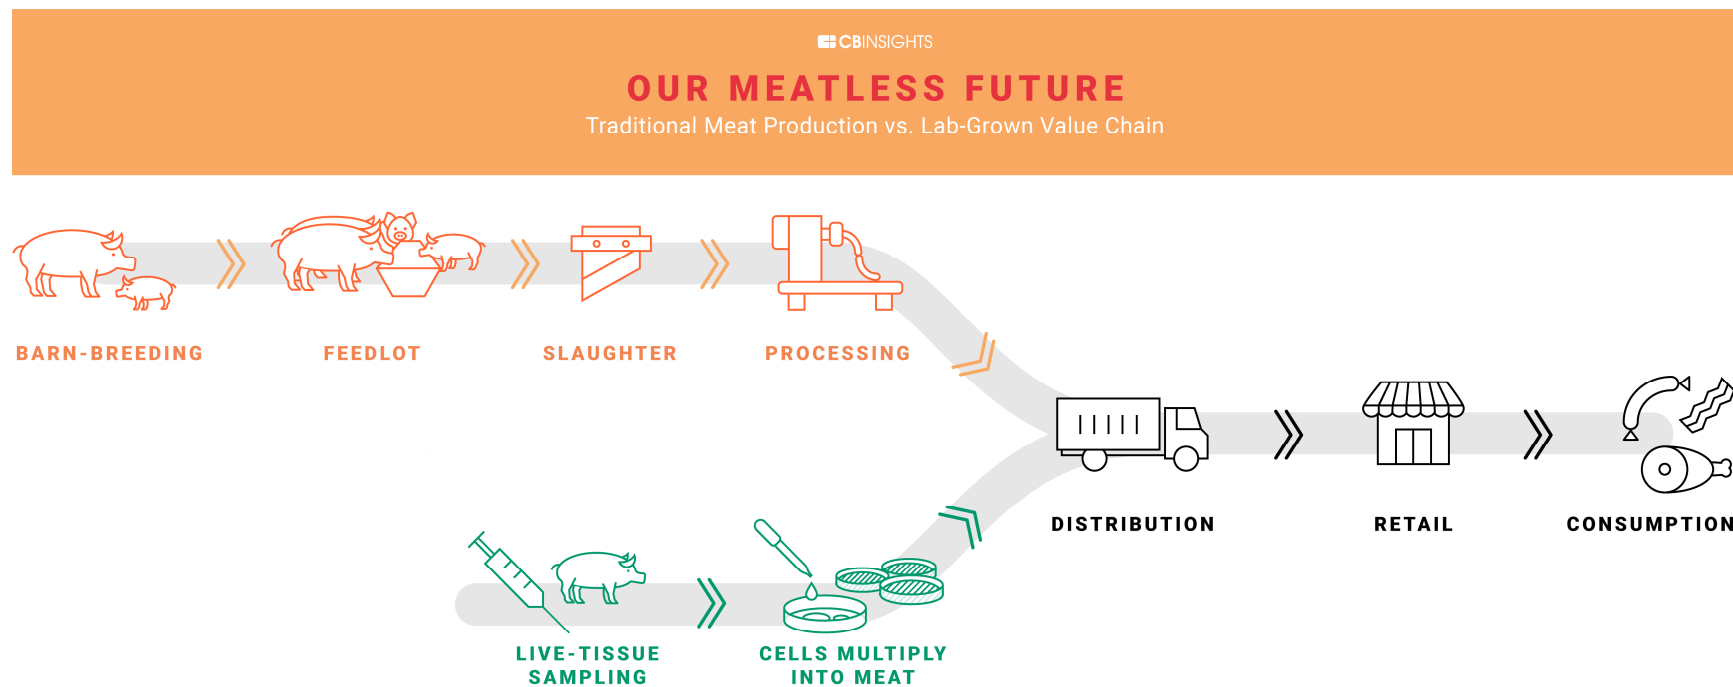 CBINSIGHTS
OUR MEATLESS FUTURE
Traditional Meat Production vs. Lab-Grown Value Chain
BARN-BREEDING
FEEDLOT
SLAUGHTER
PROCESSING
DISTRIBUTION
RETAIL
CONSUMPTION
LIVE-TISSUE
SAMPLING
CELLS MULTIPLY
INTO MEAT